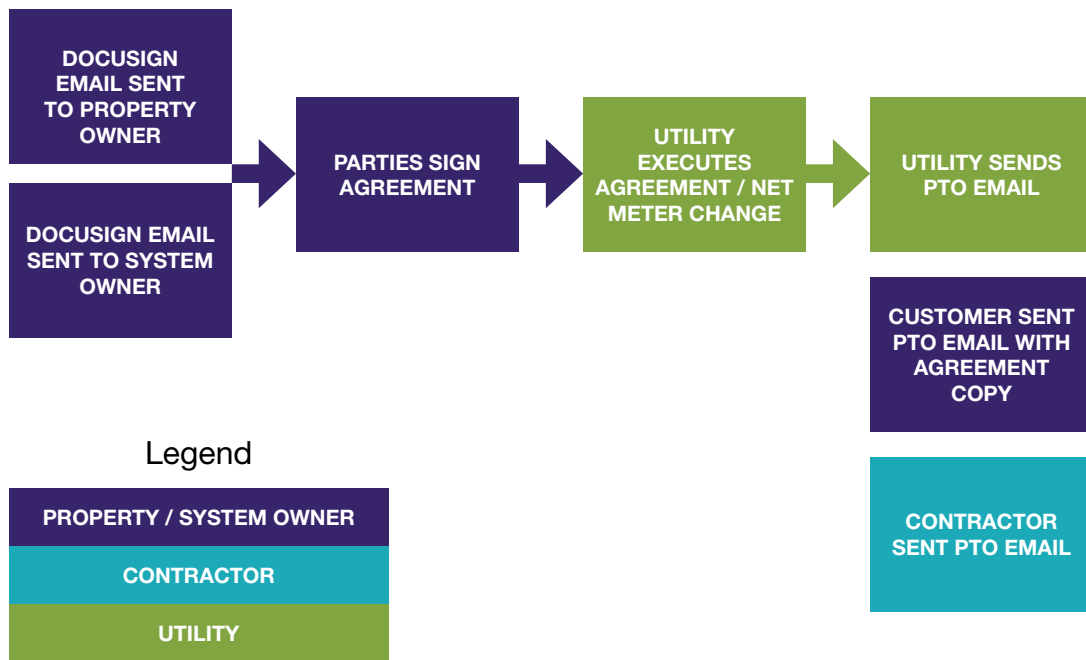 DOCUSIGN
EMAIL SENT
TO PROPERTY
OWNER
DOCUSIGN EMAIL
SENT TO SYSTEM
OWNER
PARTIES SIGN
AGREEMENT
UTILITY
EXECUTES
AGREEMENT / NET
METER CHANGE
UTILITY SENDS
PTO EMAIL
CUSTOMER SENT
PTO EMAIL WITH
AGREEMENT
COPY
CONTRACTOR
SENT PTO EMAIL
Legend
PROPERTY / SYSTEM OWNER
CONTRACTOR
UTILITY